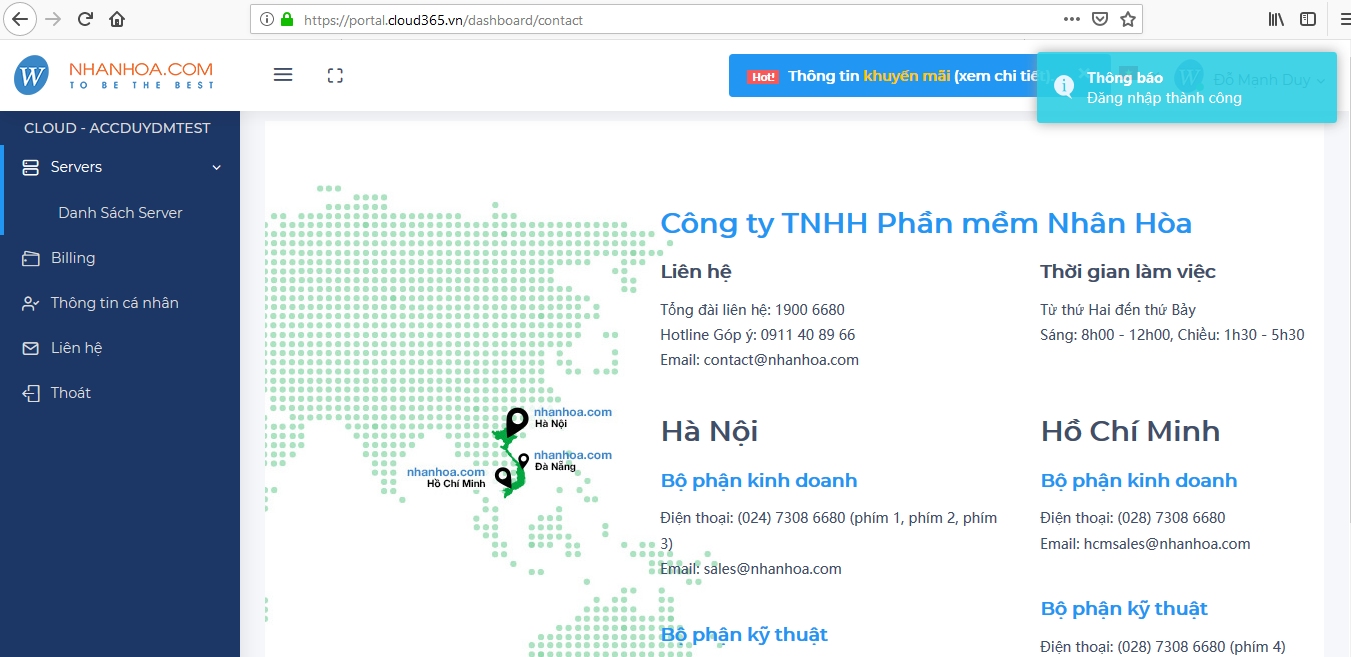 https://portal.cloud365.vn/dashboard/contact
W NHANHOA.COM
TO BE THE BEST
Hot! Thông tin khuyến mãi (xem chi tiết)
Thông báo
Đăng nhập thành công
W Đỗ Mạnh Duy
CLOUD - ACCDUYDMTEST
Servers
Danh Sách Server
Billing
Thông tin cá nhân
Liên hệ
Thoát
nhanhoa.com
Hà Nội
nhanhoa.com
Đà Nẵng
nhanhoa.com
Hồ Chí Minh
Công ty TNHH Phần mềm Nhân Hòa
Liên hệ
Tổng đài liên hệ: 1900 6680
Hotline Góp ý: 0911 40 89 66
Email: contact@nhanhoa.com
Thời gian làm việc
Từ thứ Hai đến thứ Bảy
Sáng: 8h00 - 12h00, Chiều: 1h30 - 5h30
Hà Nội
Bộ phận kinh doanh
Điện thoại: (024) 7308 6680 (phím 1, phím 2, phím
3)
Email: sales@nhanhoa.com
Bộ phận kỹ thuật
Hồ Chí Minh
Bộ phận kinh doanh
Điện thoại: (028) 7308 6680
Email: hcmsales@nhanhoa.com
Bộ phận kỹ thuật
Điện thoại: (028) 7308 6680 (phím 4)